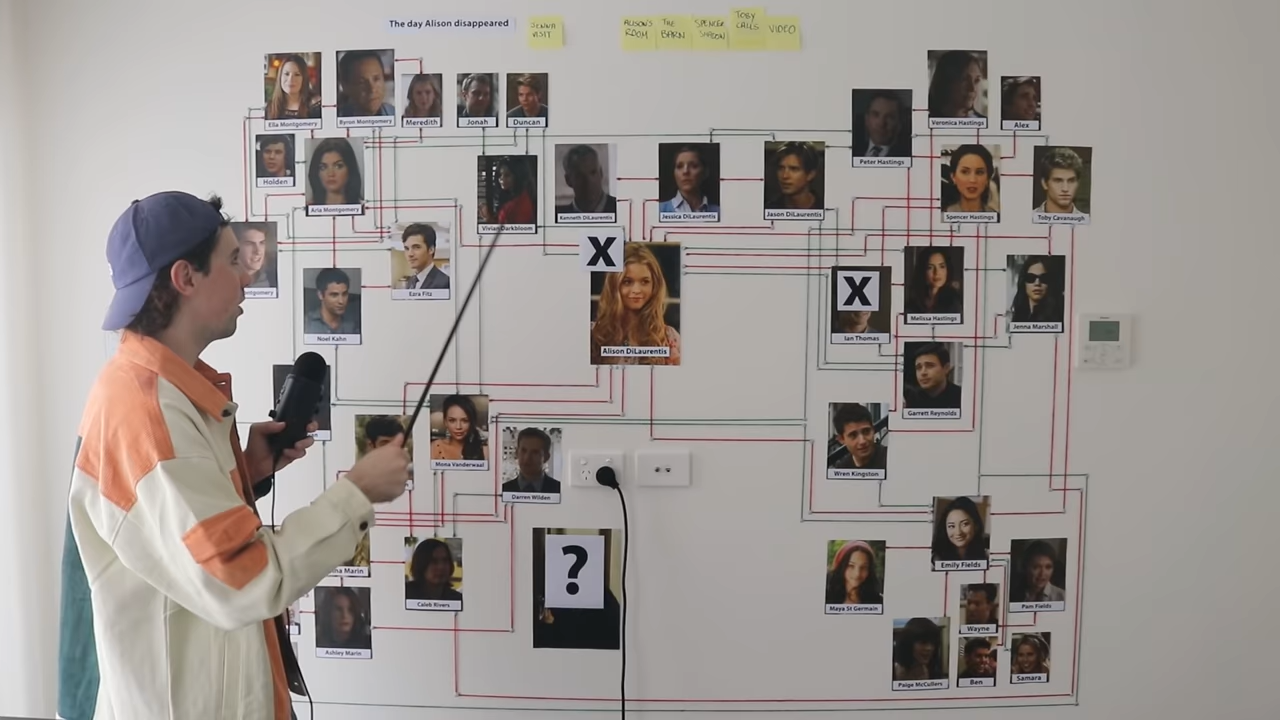 The day Alison disappeared
JENNA
VISIT
ALISON'S
ROOM
THE
BARN
SPENCER
TOBY
CALLS
VIDEO
Ella Montgomery
Byron Montgomery
Meredith
Jonah
Duncan
Peter Hastings
Veronica Hastings
Alex
Holden
Aria Montgomery
Vivian Darkbloom
Kenneth DiLaurentis
Jessica DiLaurentis
Jason DiLaurentis
Spencer Hastings
Toby Cavanaugh
X
ntgomery
Ezra Fitz
Noel Kahn
Alison DiLaurentis
X
Ian Thomas
Melissa Hastings
Jenna Marshall
Garrett Reynolds
Mona Vanderwaal
Darren Wilden
Wren Kingston
?
na Marin
Caleb Rivers
Ashley Marin
Emily Fields
Maya St Germain
Pam Fields
Wayne
Paige McCullers
Ben
Samara